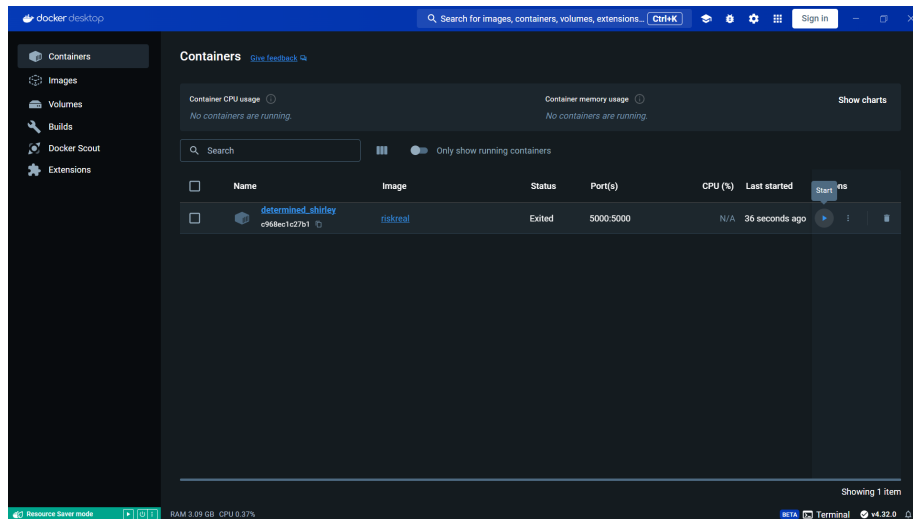 docker desktop
Search for images, containers, volumes, extensions... Ctrl+K
Sign in
Containers
Images
Volumes
Builds
Docker Scout
Extensions
Containers Give feedback
Container CPU usage
No containers are running.
Container memory usage
No containers are running.
Show charts
Search
Only show running containers
Name Image Status Port(s) CPU (%) Last started ns
Start
determined_shirley
c968ec1c27b1
riskreal Exited 5000:5000 N/A 36 seconds ago
Showing 1 item
Resource Saver mode RAM 3.09 GB CPU 0.37% BETA Terminal v4.32.0